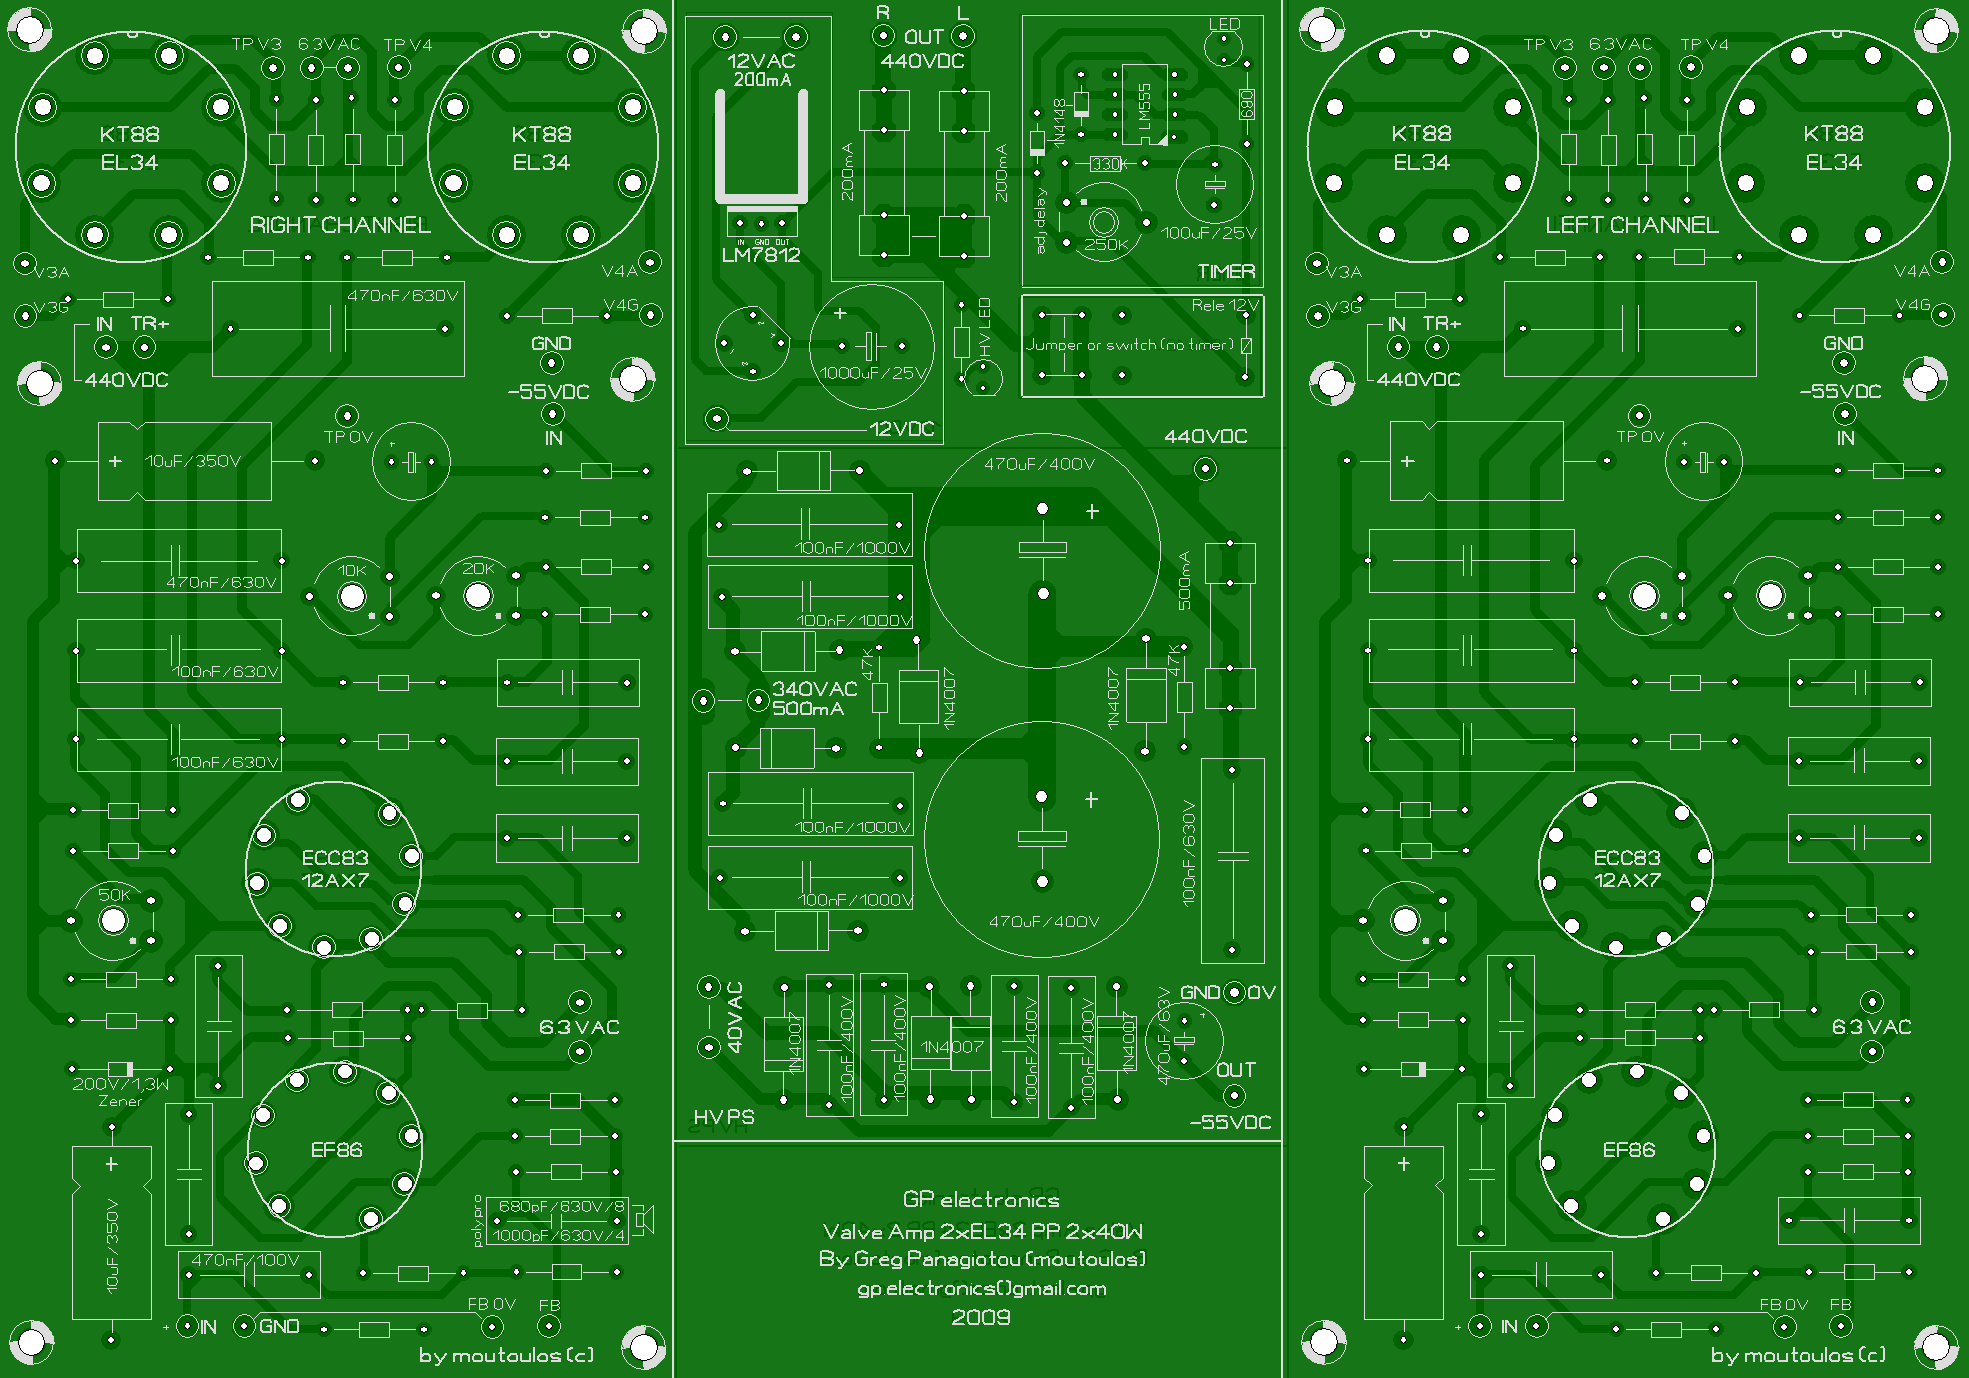 TP V3
6.3VAC
TP V4
KT88
EL34
KT88
EL34
RIGHT CHANNEL
V3A
V4A
V3G
V4G
470nF/630V
IN
TR+
440VDC
GND
-55VDC
IN
TP 0V
10uF/350V
+
+
470nF/630V
10K
20K
100nF/630V
100nF/630V
ECC83
12AX7
50K
6.3 VAC
200V/1,3W
Zener
EF86
+
10uF/350V
polypro
680pF/630V/8
1000pF/630V/4
470nF/100V
+
IN
GND
FB 0V
FB
by moutoulos (c)
12VAC
200mA
R
L
OUT
440VDC
200mA
200mA
IN GND OUT
LM7812
+
1000uF/25V
12VDC
HV LED
LED
1N4148
LM555
680
330K
adj delay
250K
100uF/25V
TIMER
Rele 12V
Jumper or switch (no timer)
440VDC
470uF/400V
+
100nF/1000V
100nF/1000V
500mA
340VAC
500mA
47K
1N4007
1N4007
47K
+
100nF/1000V
100nF/1000V
470uF/400V
100nF/630V
40VAC
1N4007
100nF/400V
100nF/400V
1N4007
100nF/400V
100nF/400V
1N4007
470uF/63V
+
GND
0V
OUT
-55VDC
HV PS
GP electronics
Valve Amp 2xEL34 PP 2x40W
By Greg Panagiotou (moutoulos)
gp.electronics()gmail.com
2009
TP V3
6.3VAC
TP V4
KT88
EL34
KT88
EL34
LEFT CHANNEL
V3A
V4A
V3G
V4G
IN
TR+
440VDC
GND
-55VDC
IN
TP 0V
+
+
ECC83
12AX7
6.3 VAC
EF86
+
+
IN
FB 0V
FB
by moutoulos (c)